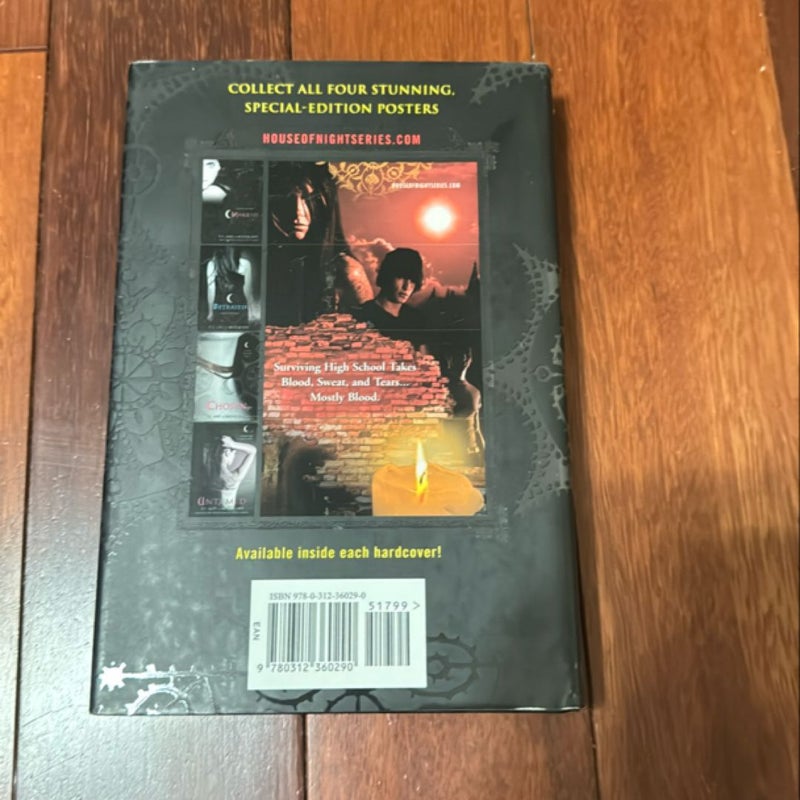 COLLECT ALL FOUR STUNNING,
SPECIAL-EDITION POSTERS
HOUSEOFNIGHTSERIES.COM
HOUSEOFNIGHTSERIES.COM
MARKED
BETRAYED
CHOSEN
UNTAMED
Surviving High School Takes
Blood, Sweat, and Tears...
Mostly Blood.
Available inside each hardcover!
ISBN 978-0-312-36029-0
51799 >
EAN
9 780312 360290